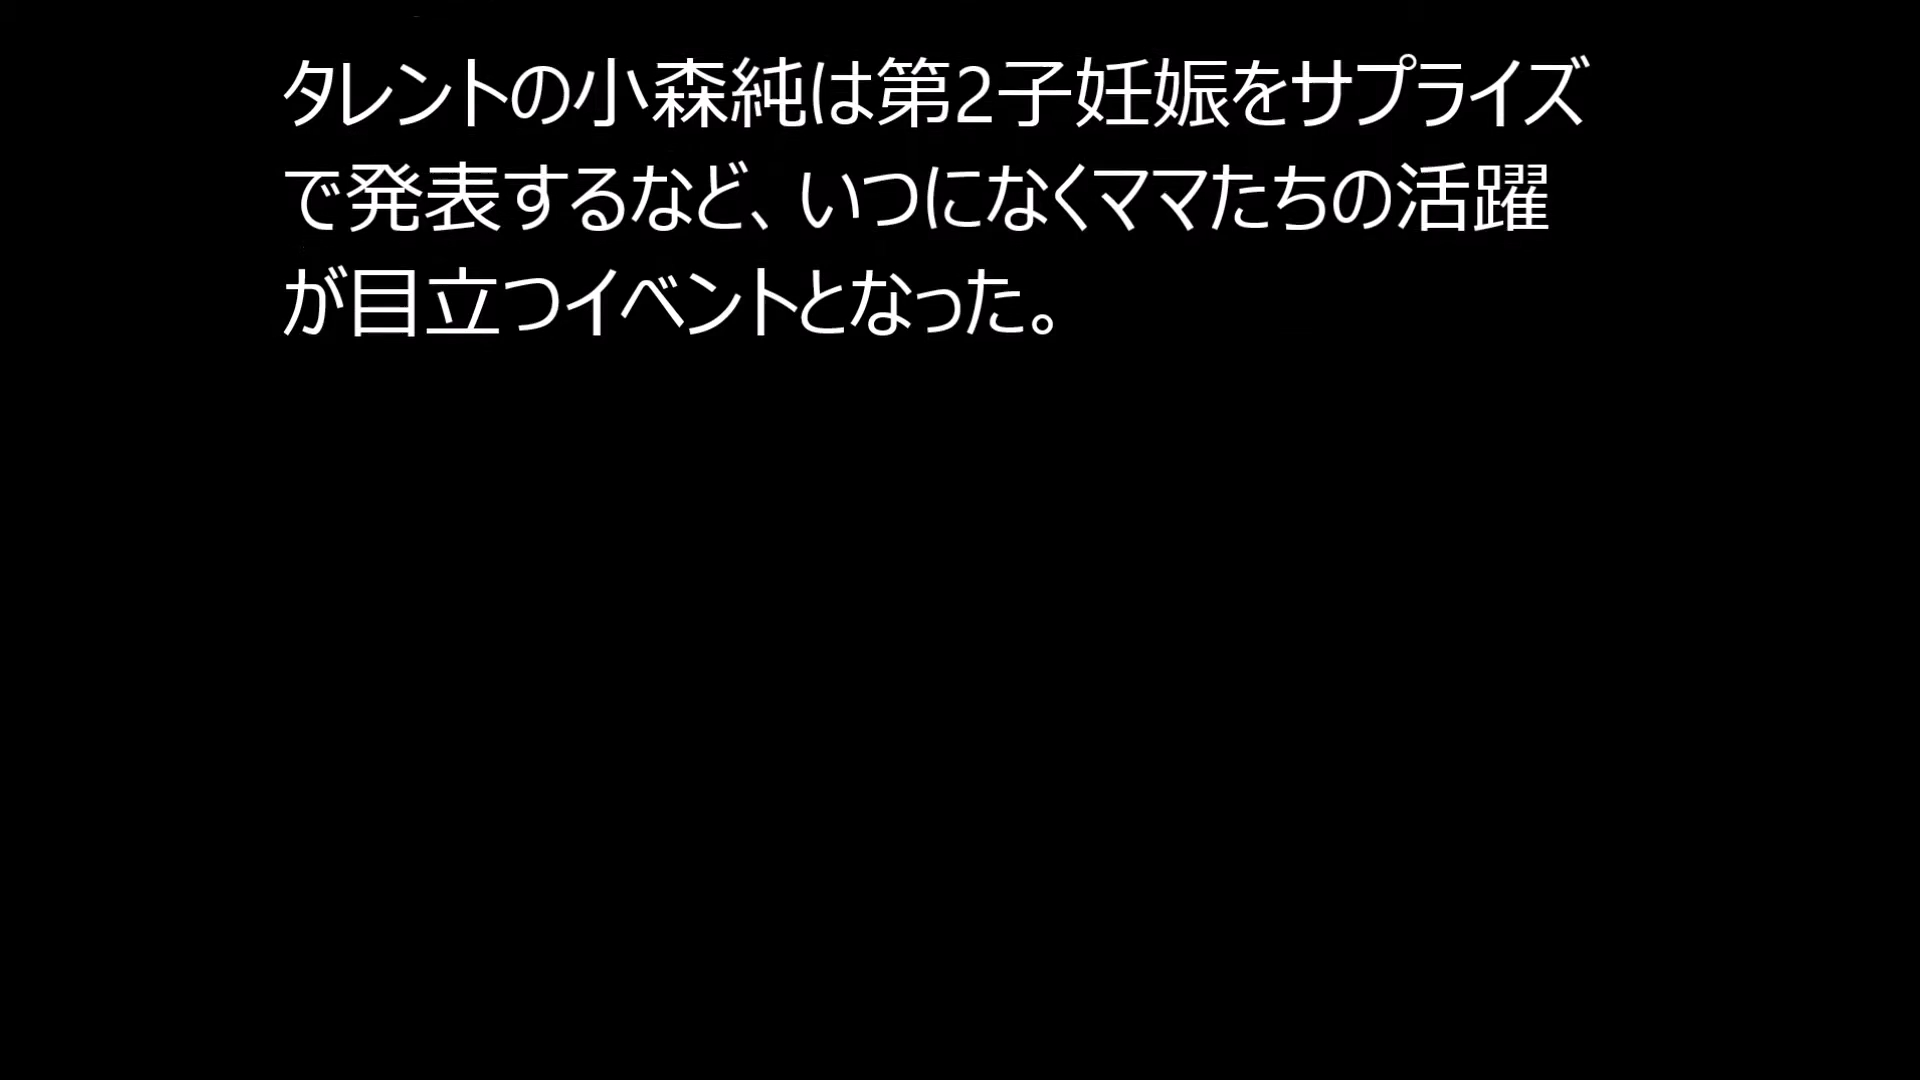 タレントの小森純は第2子妊娠をサプライズ
で発表するなど、いつになくママたちの活躍
が目立つイベントとなった。